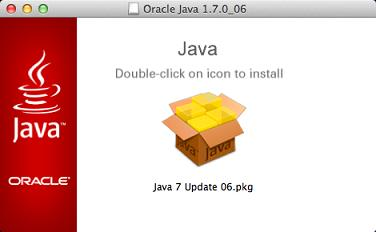 Oracle Java 1.7.0_06
Java
Double-click on icon to install
Java™
ORACLE®
Java
Java 7 Update 06.pkg